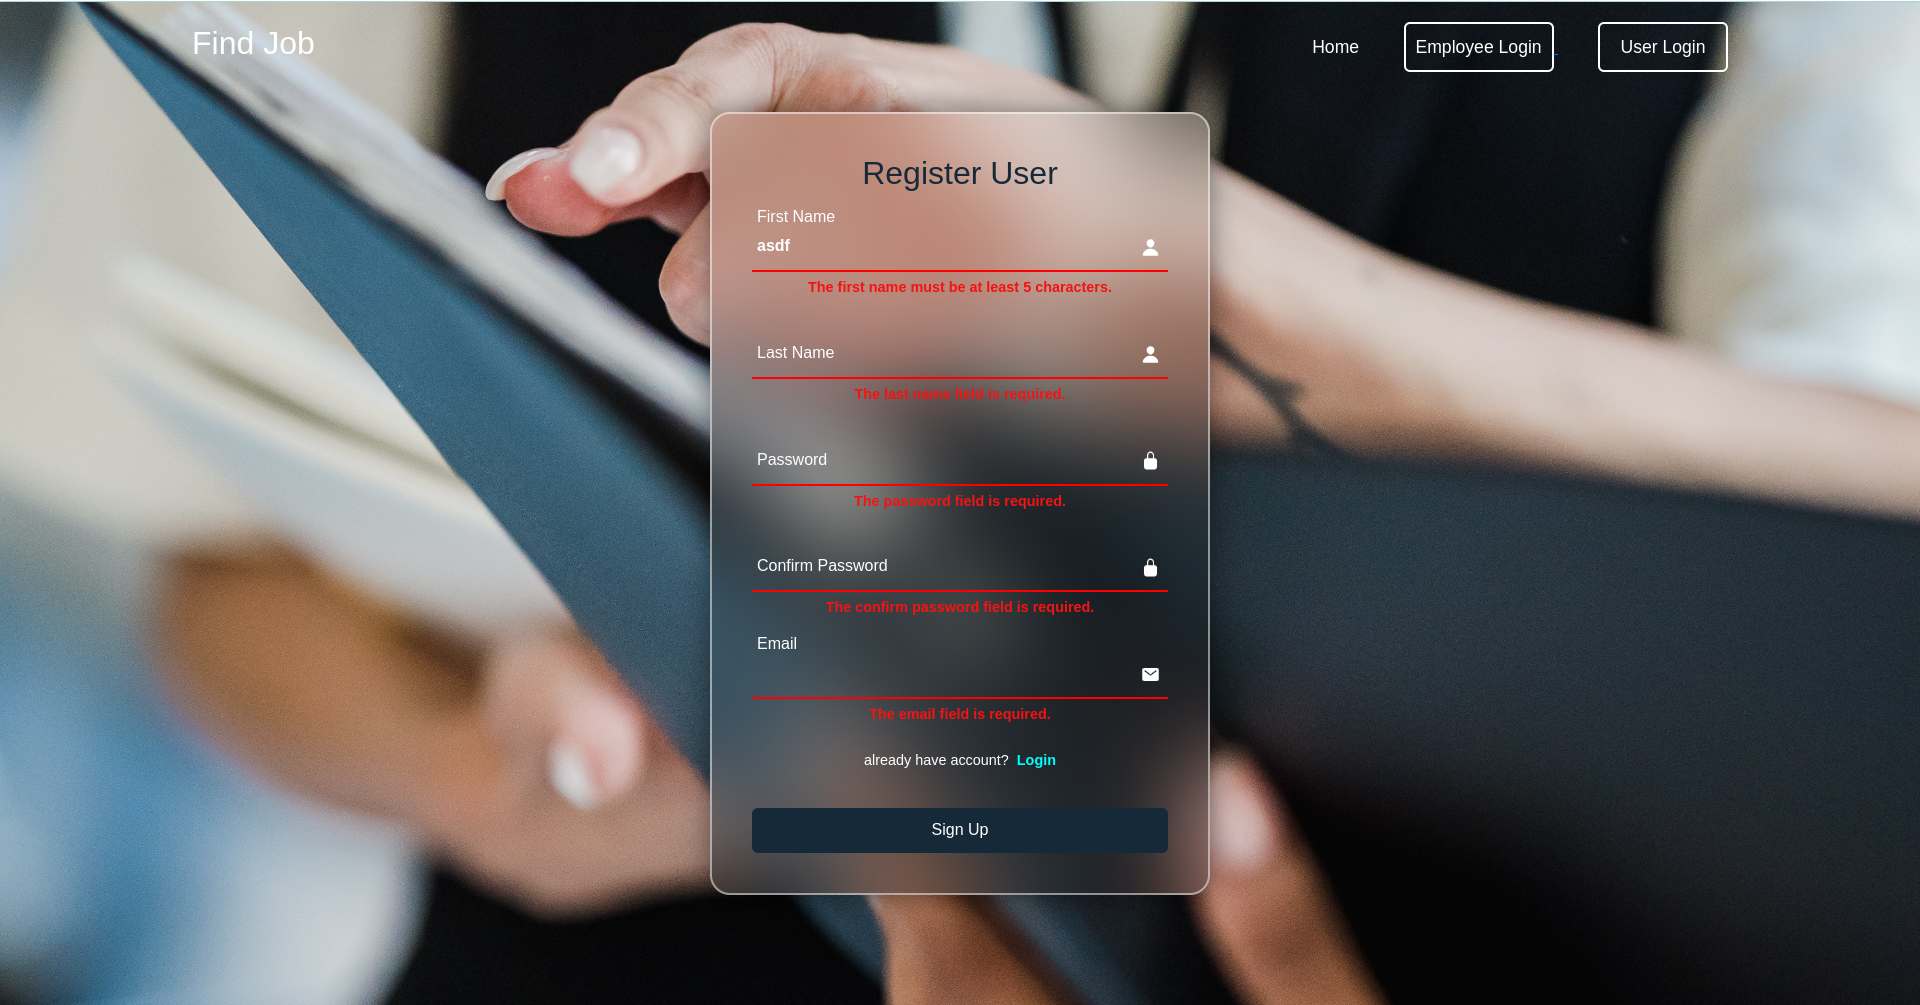 Find Job
Home
Employee Login
User Login
Register User
First Name
asdf
The first name must be at least 5 characters.
Last Name
The last name field is required.
Password
The password field is required.
Confirm Password
The confirm password field is required.
Email
The email field is required.
already have account? Login
Sign Up